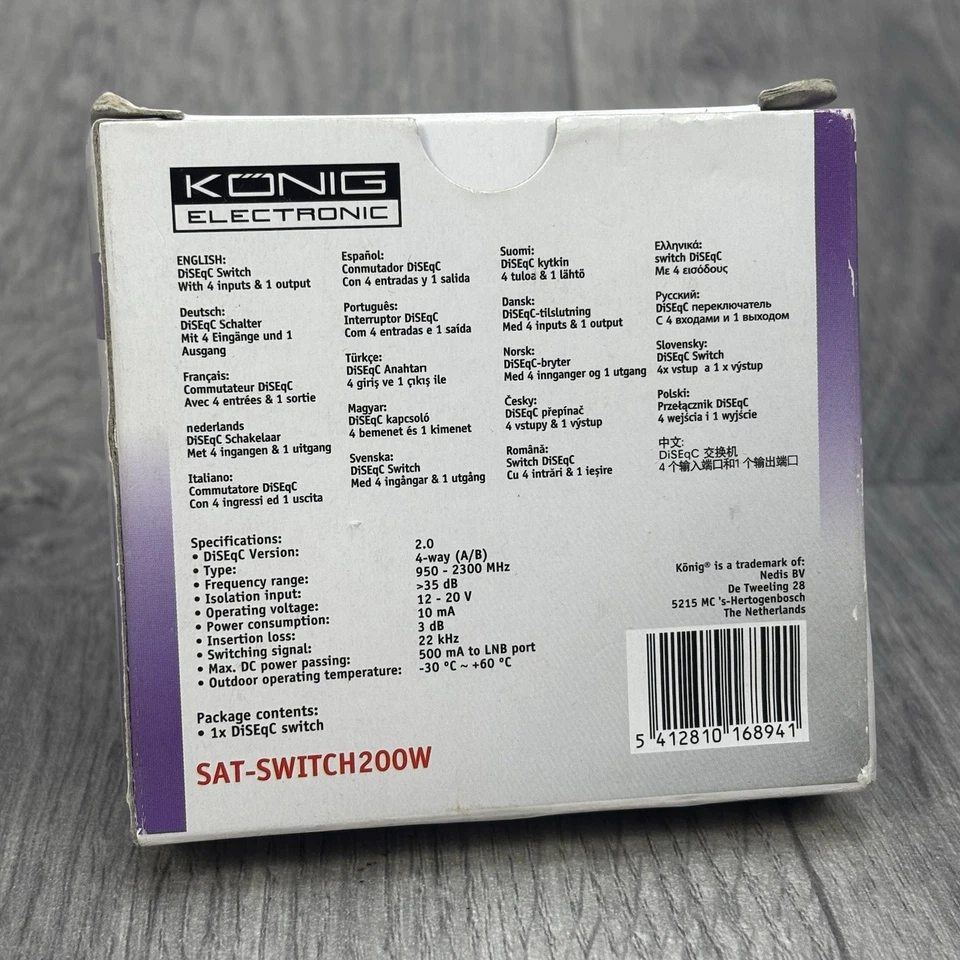 KÖNIG
ELECTRONIC
ENGLISH:
DiSEqC Switch
With 4 inputs & 1 output
Deutsch:
DiSEqC Schalter
Mit 4 Eingänge und 1
Ausgang
Français:
Commutateur DiSEqC
Avec 4 entrées & 1 sortie
nederlands
DiSEqC Schakelaar
Met 4 ingangen & 1 uitgang
Italiano:
Commutatore DiSEqC
Con 4 ingressi ed 1 uscita
Español:
Conmutador DiSEqC
Con 4 entradas y 1 salida
Português:
Interruptor DiSEqC
Com 4 entradas e 1 saída
Türkçe:
DiSEqC Anahtarı
4 giriş ve 1 çıkış ile
Magyar:
DiSEqC kapcsoló
4 bemenet és 1 kimenet
Svenska:
DiSEqC Switch
Med 4 ingångar & 1 utgång
Suomi:
DiSEqC kytkin
4 tuloa & 1 lähtö
Dansk:
DiSEqC-tilslutning
Med 4 inputs & 1 output
Norsk:
DiSEqC-bryter
Med 4 innganger og 1 utgang
Česky:
DiSEqC přepínač
4 vstupy & 1 výstup
Română:
Switch DiSEqC
Cu 4 intrări & 1 ieşire
Ελληνικά:
switch DiSEqC
Με 4 εισόδους
Русский:
DiSEqC переключатель
С 4 входами и 1 выходом
Slovensky:
DiSEqC Switch
4x vstup a 1 x výstup
Polski:
Przełącznik DiSEqC
4 wejścia i 1 wyjście
中文:
DiSEqC 交换机
4 个输入端口和1 个输出端口
Specifications:
• DiSEqC Version: 2.0
• Type: 4-way (A/B)
• Frequency range: 950 - 2300 MHz
• Isolation input: >35 dB
• Operating voltage: 12 - 20 V
• Power consumption: 10 mA
• Insertion loss: 3 dB
• Switching signal: 22 kHz
• Max. DC power passing: 500 mA to LNB port
• Outdoor operating temperature: -30 °C ~ +60 °C
Package contents:
• 1x DiSEqC switch
SAT-SWITCH200W
König® is a trademark of:
Nedis BV
De Tweeling 28
5215 MC 's-Hertogenbosch
The Netherlands
5 412810 168941